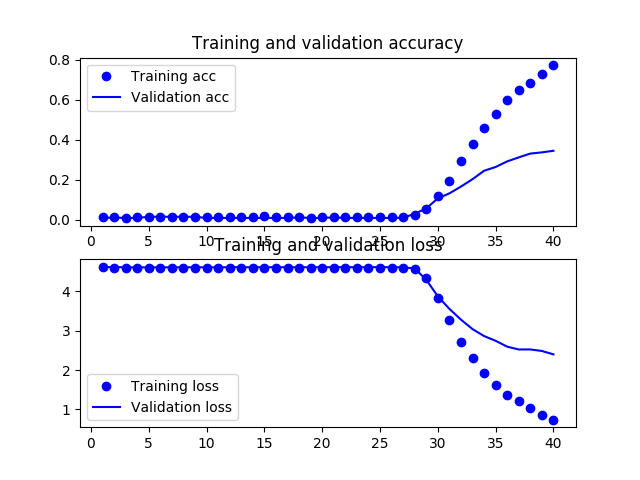 Training and validation accuracy
0.8
0.6
0.4
0.2
0.0
Training acc
Validation acc
0 5 10 15 20 25 30 35 40
Training and validation loss
4
3
2
1
Training loss
Validation loss
0 5 10 15 20 25 30 35 40